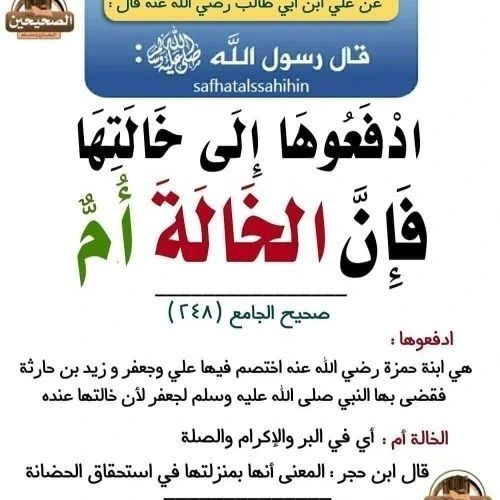 الصحيحين
عن علي ابن أبي طالب رضي الله عنه قال :
قال رسول الله ﷺ :
safhatalssahihin
ادْفَعُوهَا إِلَى خَالَتِهَا
فَإِنَّ الخَالَةَ أُمٌّ
صحيح الجامع (٢٤٨)
ادفعوها :
هي ابنة حمزة رضي الله عنه اختصم فيها علي وجعفر و زيد بن حارثة
فقضى بها النبي صلى الله عليه وسلم لجعفر لأن خالتها عنده
الخالة أم : أي في البر والإكرام والصلة
قال ابن حجر : المعنى أنها بمنزلتها في استحقاق الحضانة